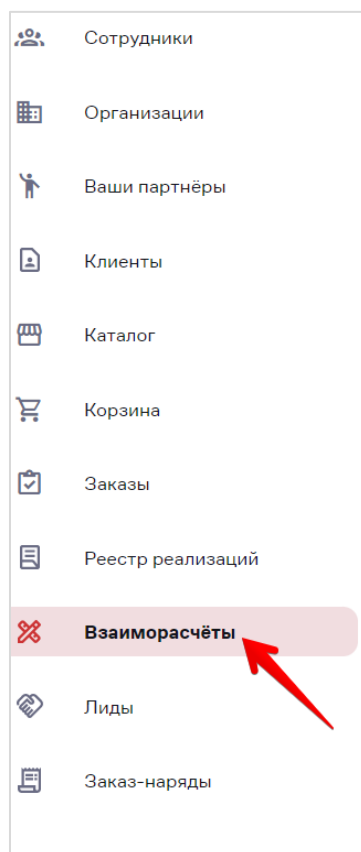 Сотрудники
Организации
Ваши партнёры
Клиенты
Каталог
Корзина
Заказы
Реестр реализаций
Взаиморасчёты
Лиды
Заказ-наряды